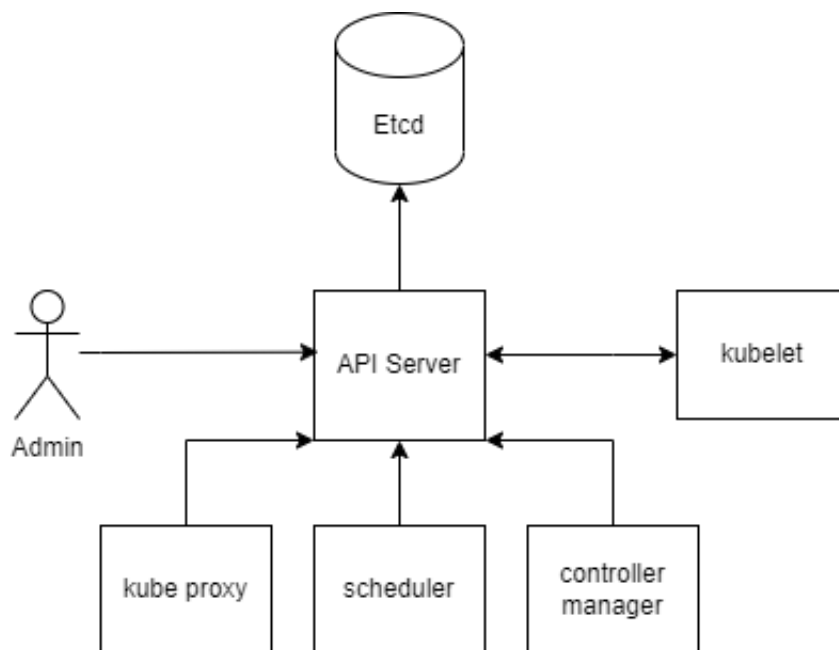 Etcd
API Server
kubelet
Admin
kube proxy
scheduler
controller
manager